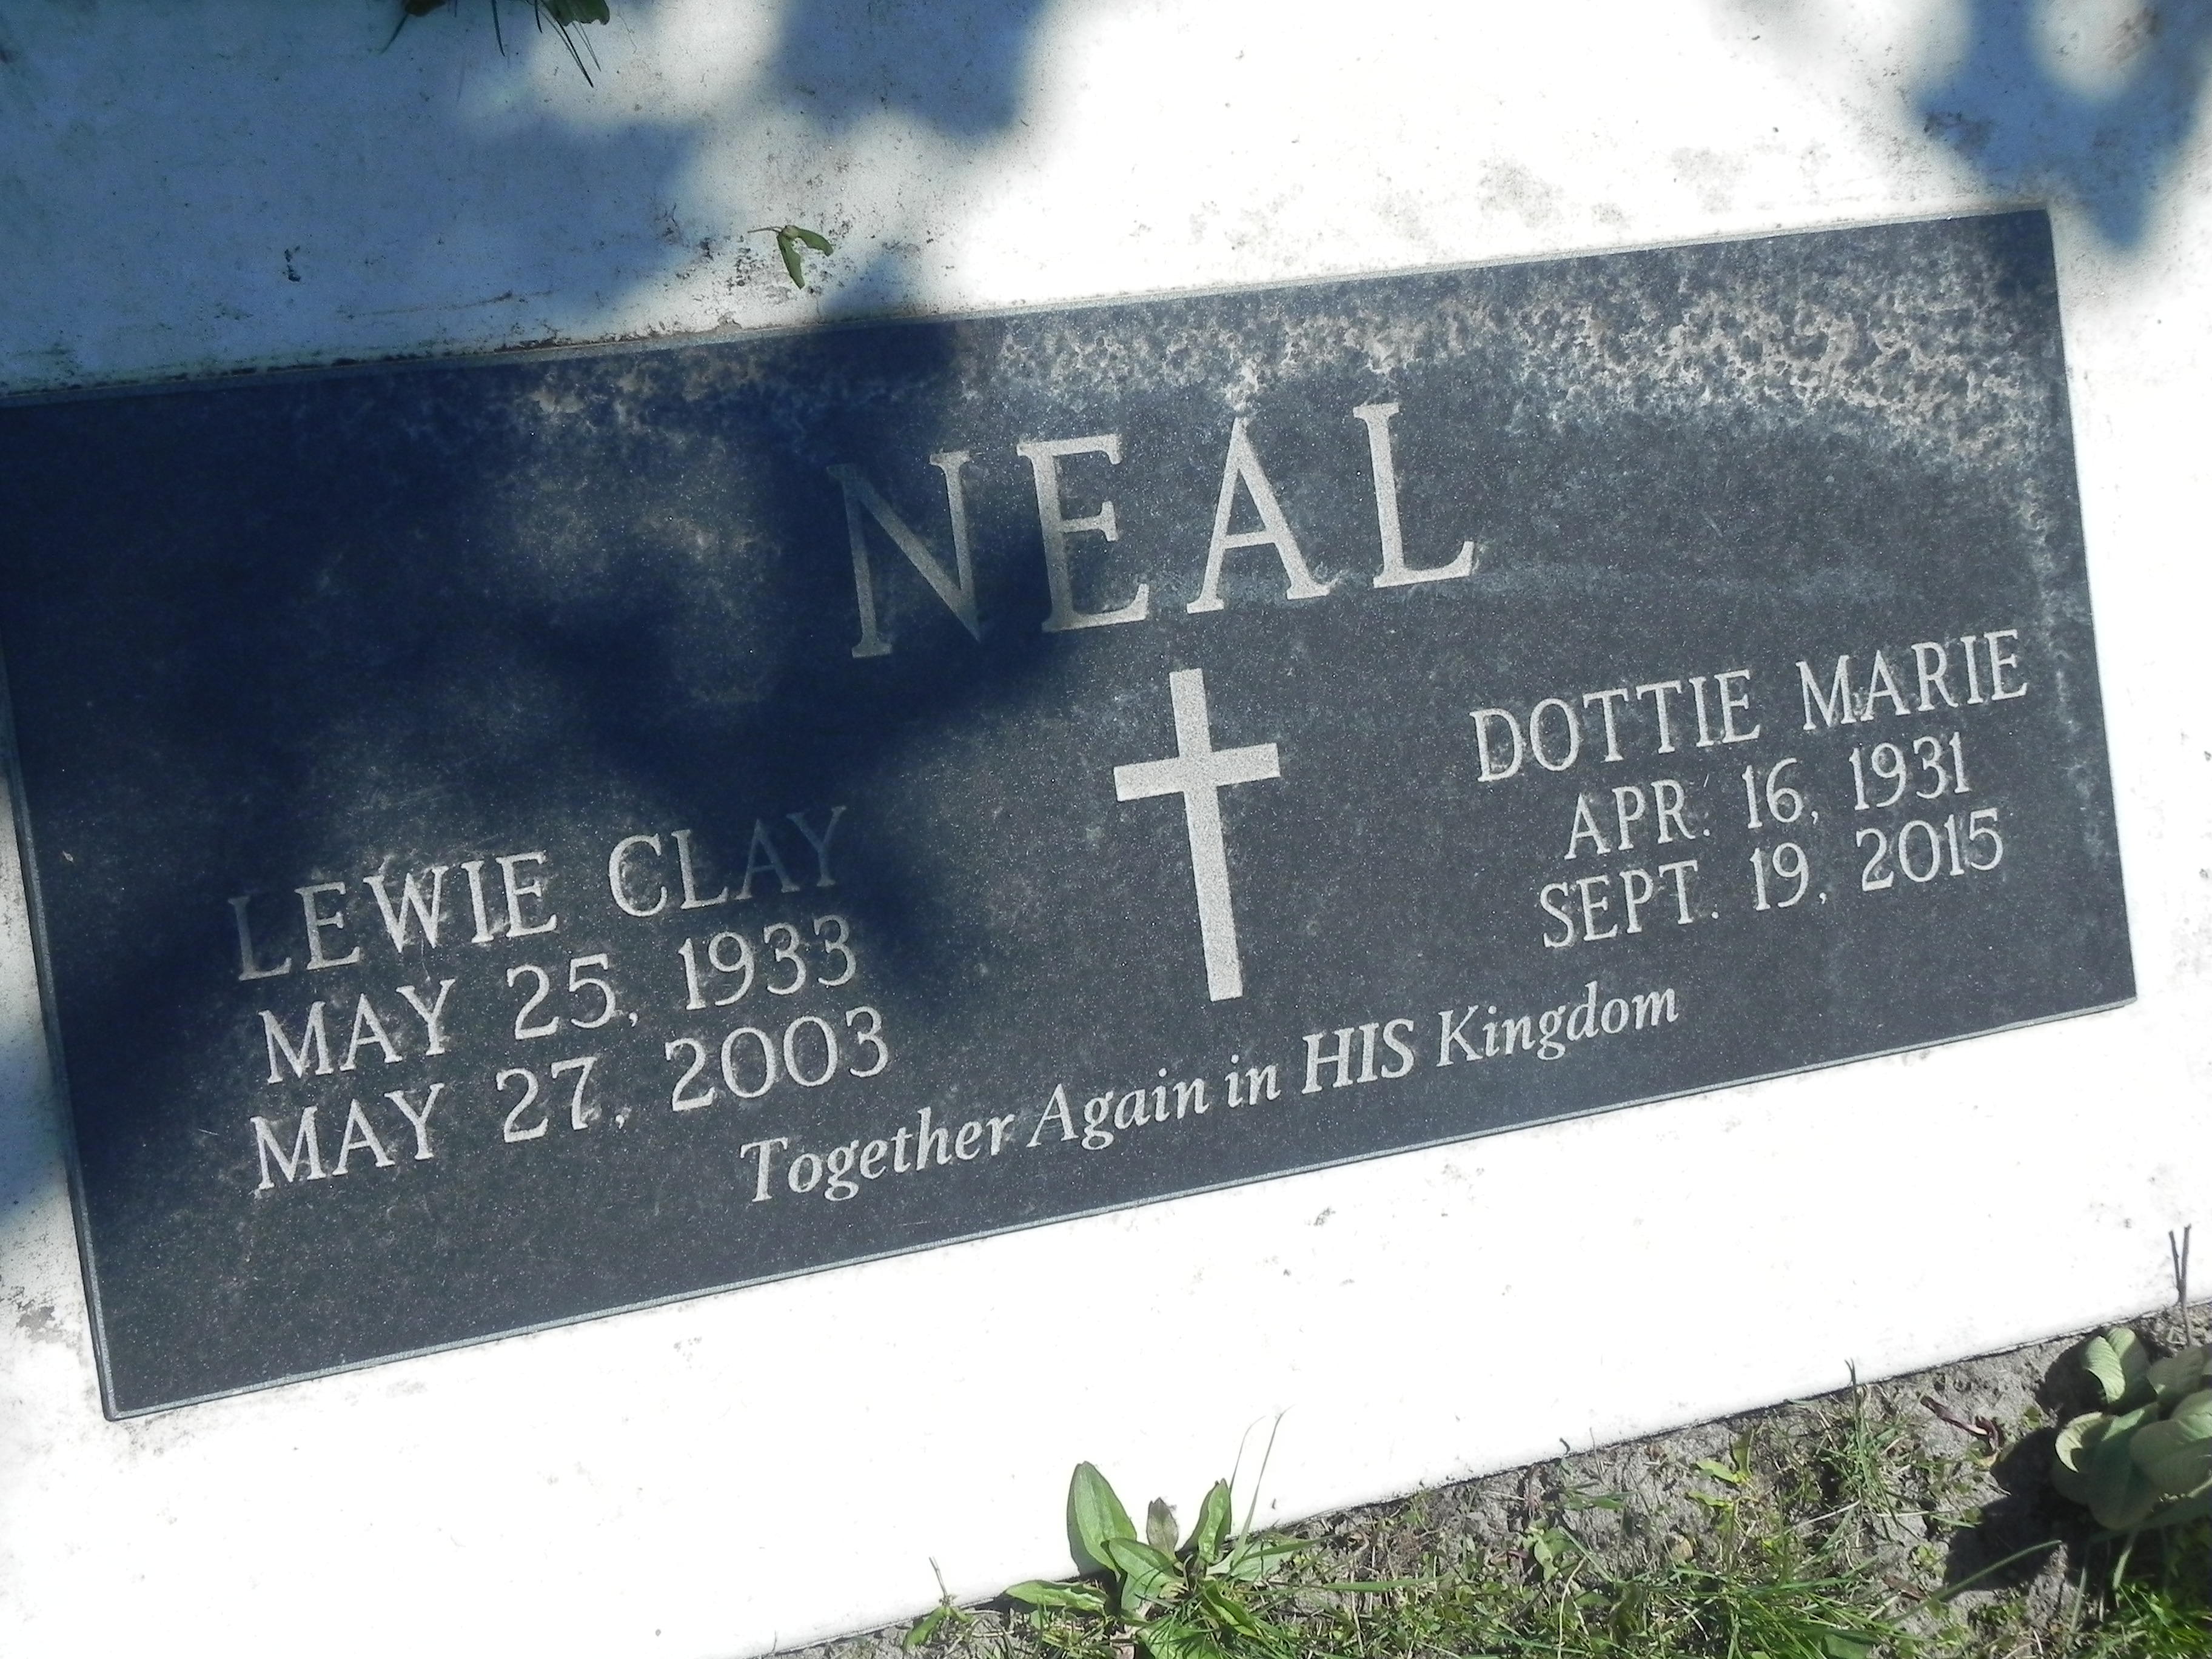 NEAL
LEWIE CLAY
MAY 25, 1933
MAY 27, 2003
DOTTIE MARIE
APR. 16, 1931
SEPT. 19, 2015
Together Again in HIS Kingdom